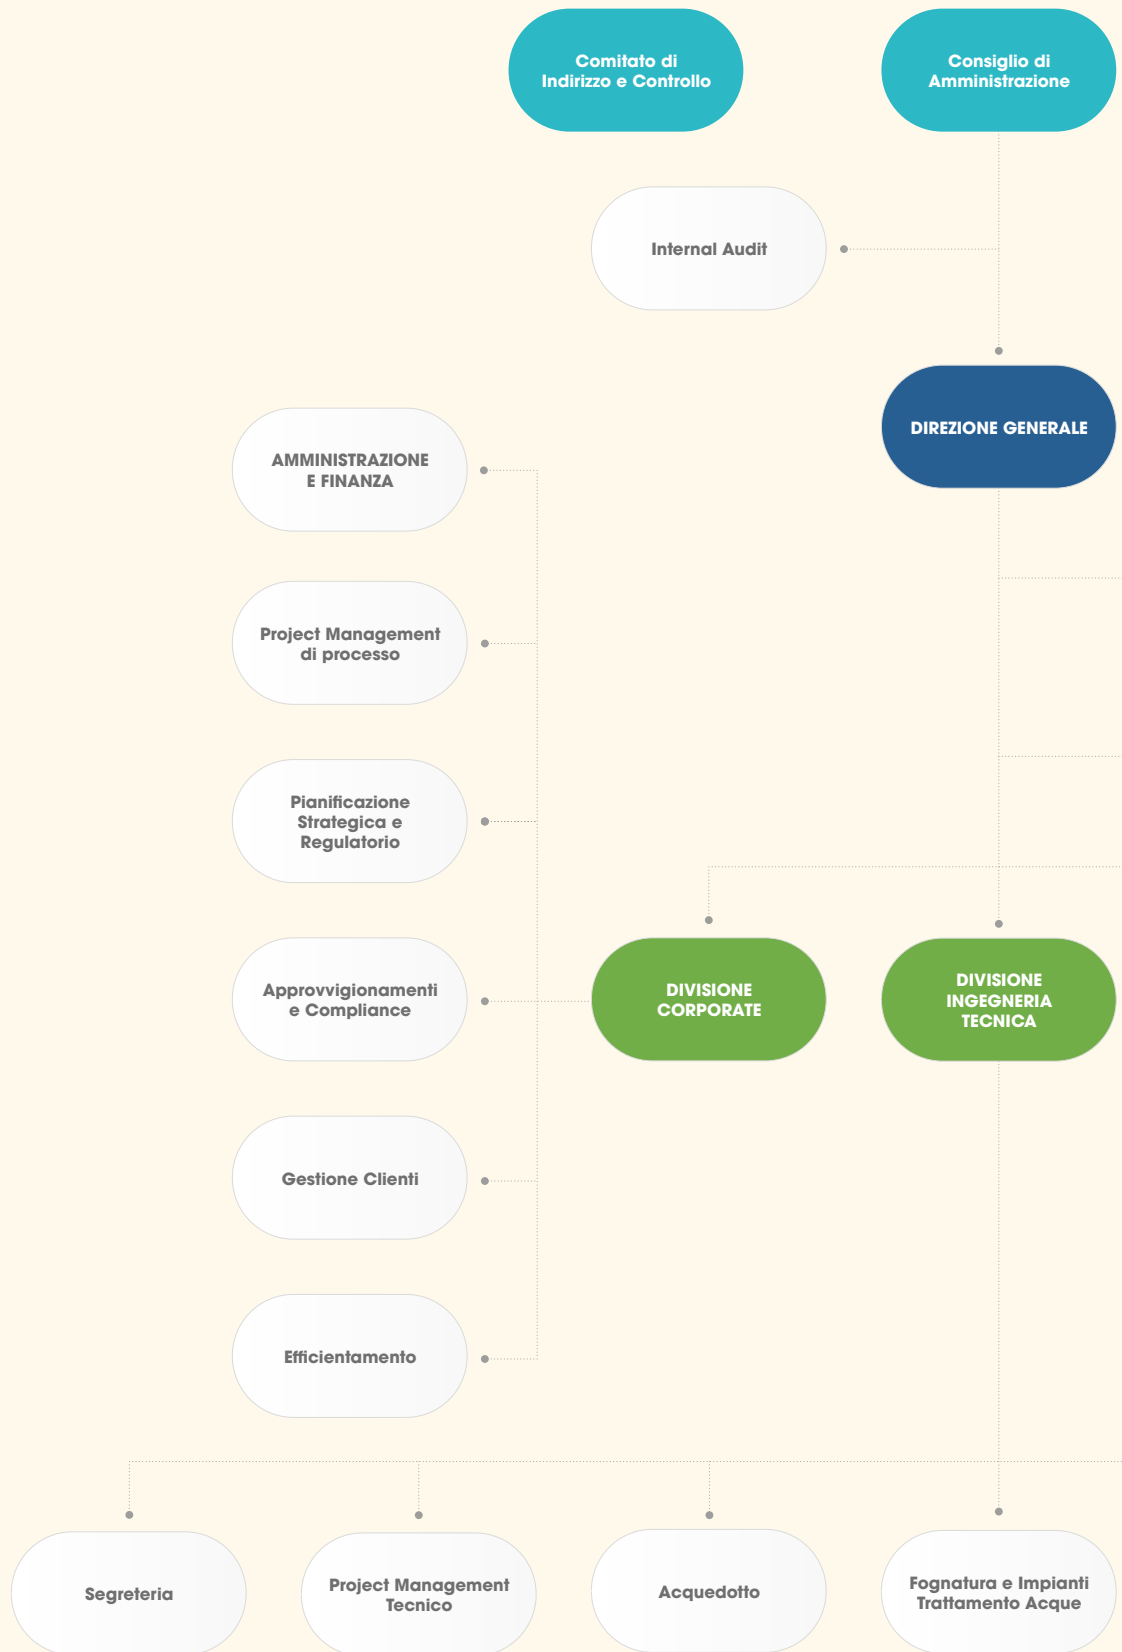 Comitato di
Indirizzo e Controllo
Consiglio di
Amministrazione
Internal Audit
DIREZIONE GENERALE
AMMINISTRAZIONE
E FINANZA
Project Management
di processo
Pianificazione
Strategica e
Regulatorio
Approvvigionamenti
e Compliance
DIVISIONE
CORPORATE
DIVISIONE
INGEGNERIA
TECNICA
Gestione Clienti
Efficientamento
Segreteria
Project Management
Tecnico
Acquedotto
Fognatura e Impianti
Trattamento Acque